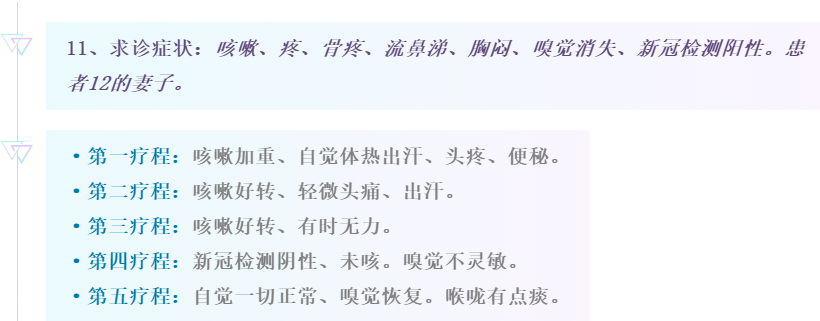 11、求诊症状：咳嗽、疼、骨疼、流鼻涕、胸闷、嗅觉消失、新冠检测阳性。患
者12的妻子。
•第一疗程：咳嗽加重、自觉体热出汗、头疼、便秘。
•第二疗程：咳嗽好转、轻微头痛、出汗。
•第三疗程：咳嗽好转、有时无力。
•第四疗程：新冠检测阴性、未咳。嗅觉不灵敏。
•第五疗程：自觉一切正常、嗅觉恢复。喉咙有点痰。